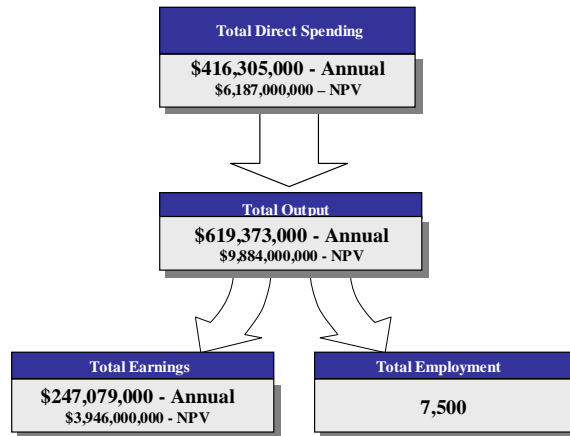 Total Direct Spending
$416,305,000 - Annual
$6,187,000,000 – NPV
Total Output
$619,373,000 - Annual
$9,884,000,000 - NPV
Total Earnings
$247,079,000 - Annual
$3,946,000,000 - NPV
Total Employment
7,500